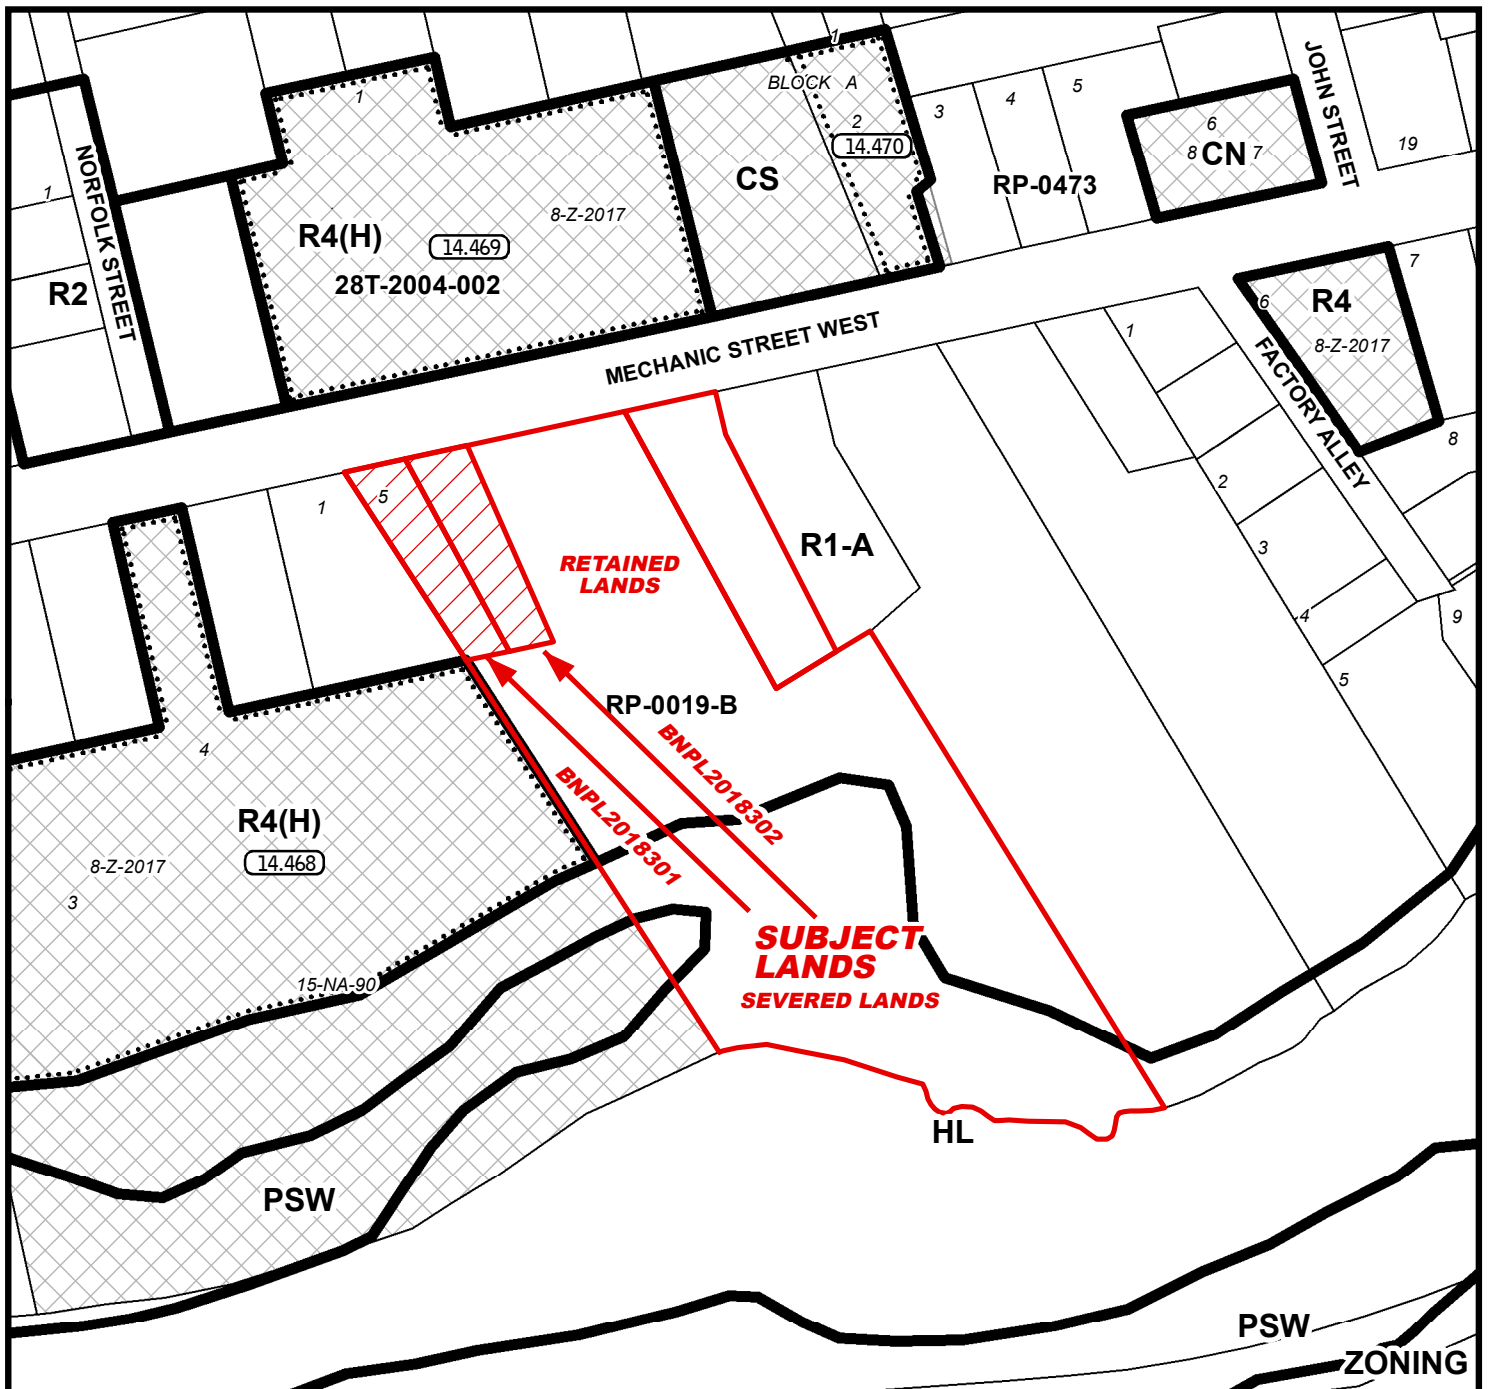 1
BLOCK A
2
14.470
3
4
5
6
8 CN 7
JOHN STREET
19
NORFOLK STREET
1
1
R4(H)
14.469
8-Z-2017
28T-2004-002
CS
RP-0473
R2
MECHANIC STREET WEST
6
R4
8-Z-2017
7
FACTORY ALLEY
8
1
2
3
4
5
9
1
5
RETAINED
LANDS
R1-A
RP-0019-B
BNPL2018302
BNPL2018301
4
R4(H)
14.468
8-Z-2017
3
15-NA-90
SUBJECT
LANDS
SEVERED LANDS
HL
PSW
PSW
ZONING